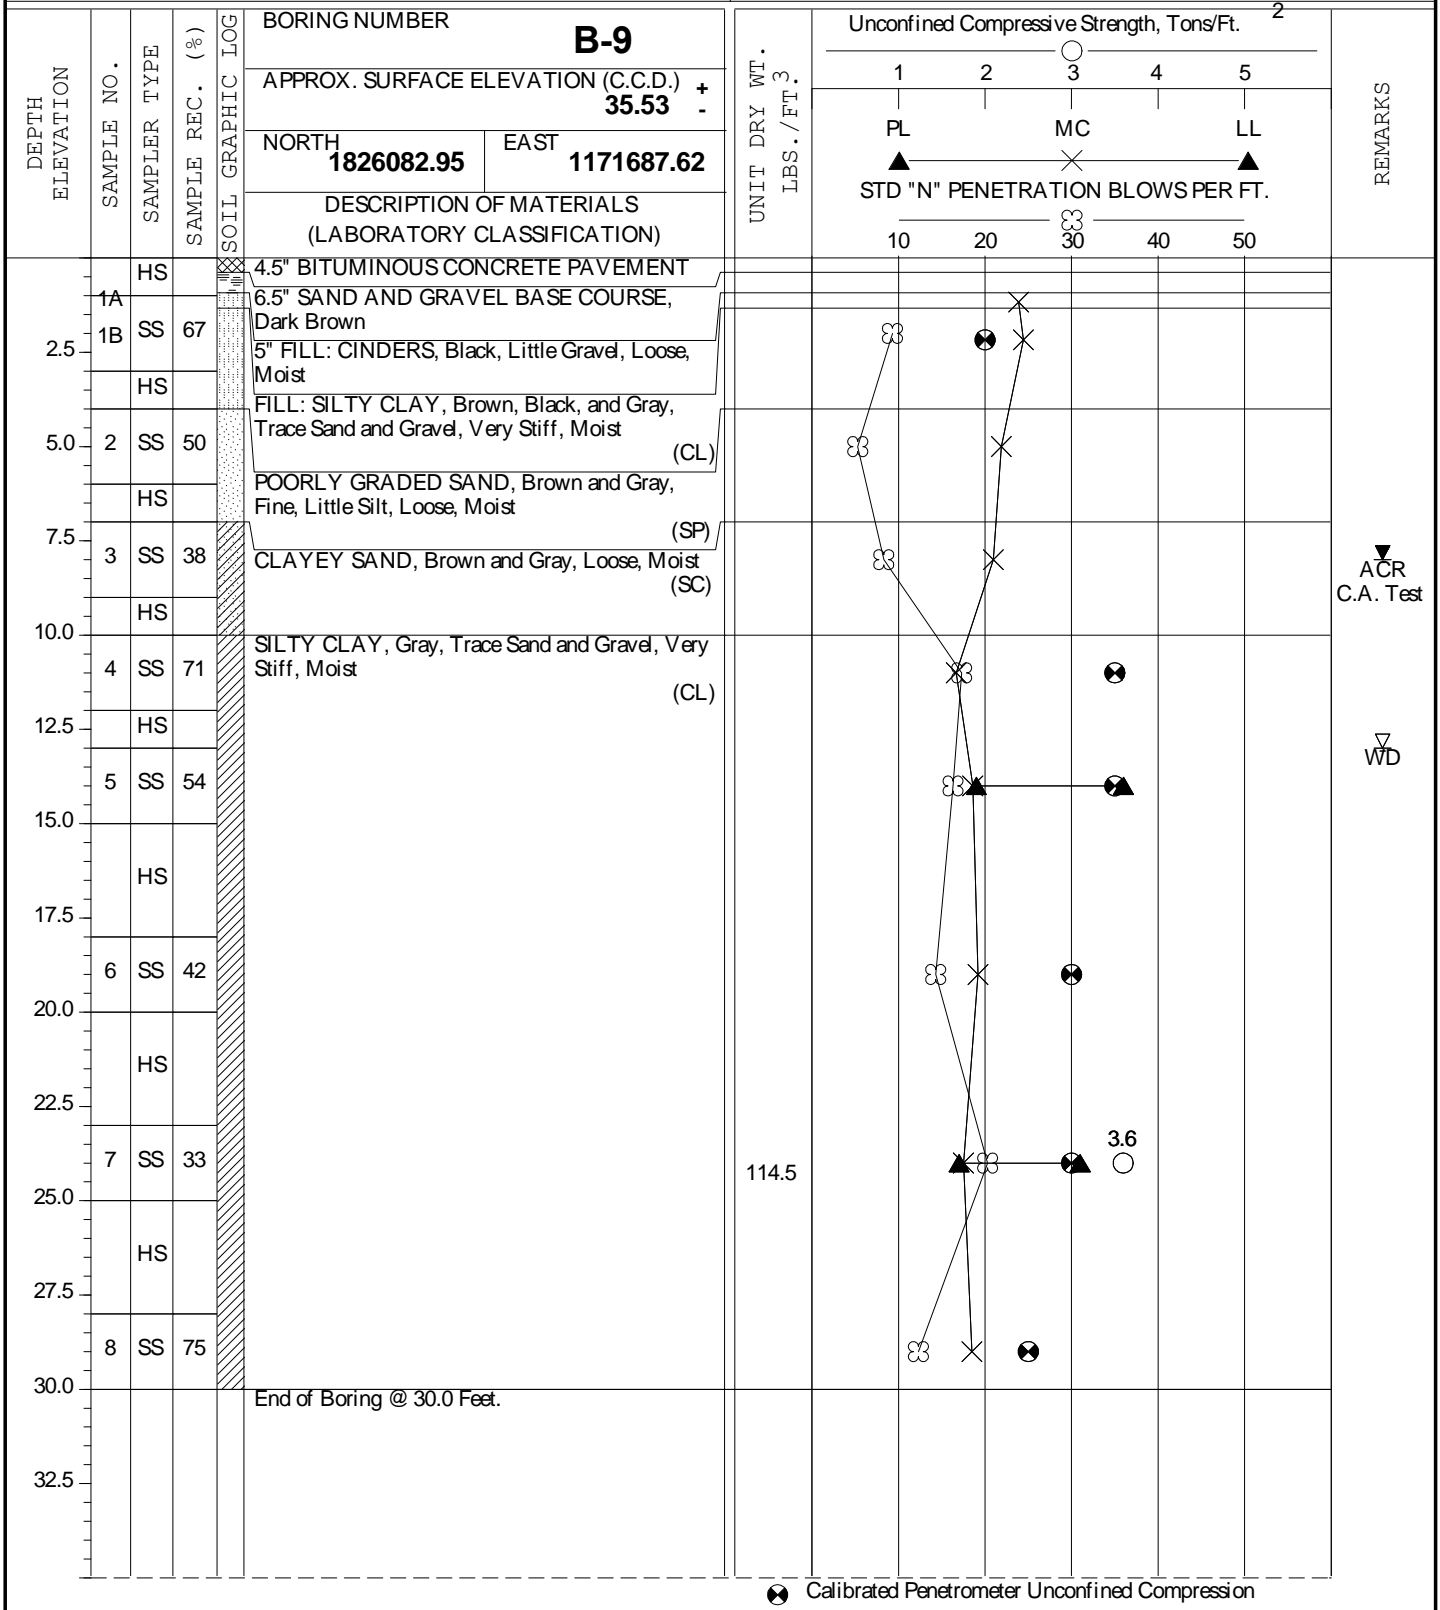 DEPTH
ELEVATION
SAMPLE NO.
SAMPLER TYPE
SAMPLE REC. (%)
SOIL GRAPHIC LOG
BORING NUMBER
B-9
APPROX. SURFACE ELEVATION (C.C.D.) +
35.53 -
NORTH
1826082.95
EAST
1171687.62
DESCRIPTION OF MATERIALS
(LABORATORY CLASSIFICATION)
UNIT DRY WT.
LBS./FT.3
Unconfined Compressive Strength, Tons/Ft. 2
1 2 3 4 5
PL MC LL
STD "N" PENETRATION BLOWS PER FT.
10 20 30 40 50
REMARKS
HS
4.5" BITUMINOUS CONCRETE PAVEMENT
1A
6.5" SAND AND GRAVEL BASE COURSE,
Dark Brown
1B SS 67
2.5
5" FILL: CINDERS, Black, Little Gravel, Loose,
Moist
HS
FILL: SILTY CLAY, Brown, Black, and Gray,
Trace Sand and Gravel, Very Stiff, Moist
(CL)
5.0 2 SS 50
HS
POORLY GRADED SAND, Brown and Gray,
Fine, Little Silt, Loose, Moist
(SP)
7.5
3 SS 38
CLAYEY SAND, Brown and Gray, Loose, Moist
(SC)
ACR
C.A. Test
HS
10.0
SILTY CLAY, Gray, Trace Sand and Gravel, Very
Stiff, Moist
(CL)
4 SS 71
12.5 HS
WD
5 SS 54
15.0
HS
17.5
6 SS 42
20.0
HS
22.5
3.6
7 SS 33
114.5
25.0
HS
27.5
8 SS 75
30.0
End of Boring @ 30.0 Feet.
32.5
Calibrated Penetrometer Unconfined Compression